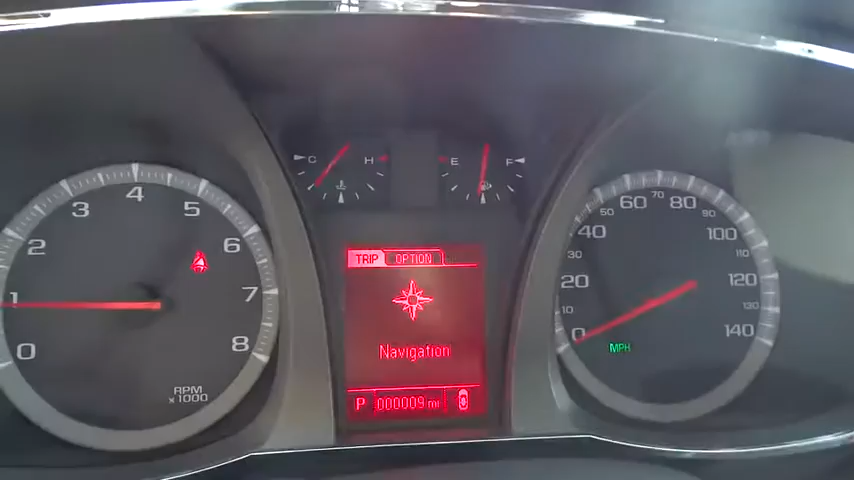 C H E F
TRIP OPTION
Navigation
P 000009 mi
0 1 2 3 4 5 6 7 8
RPM
x 1000
0 10 20 30 40 50 60 70 80 90 100 110 120 130 140
MPH